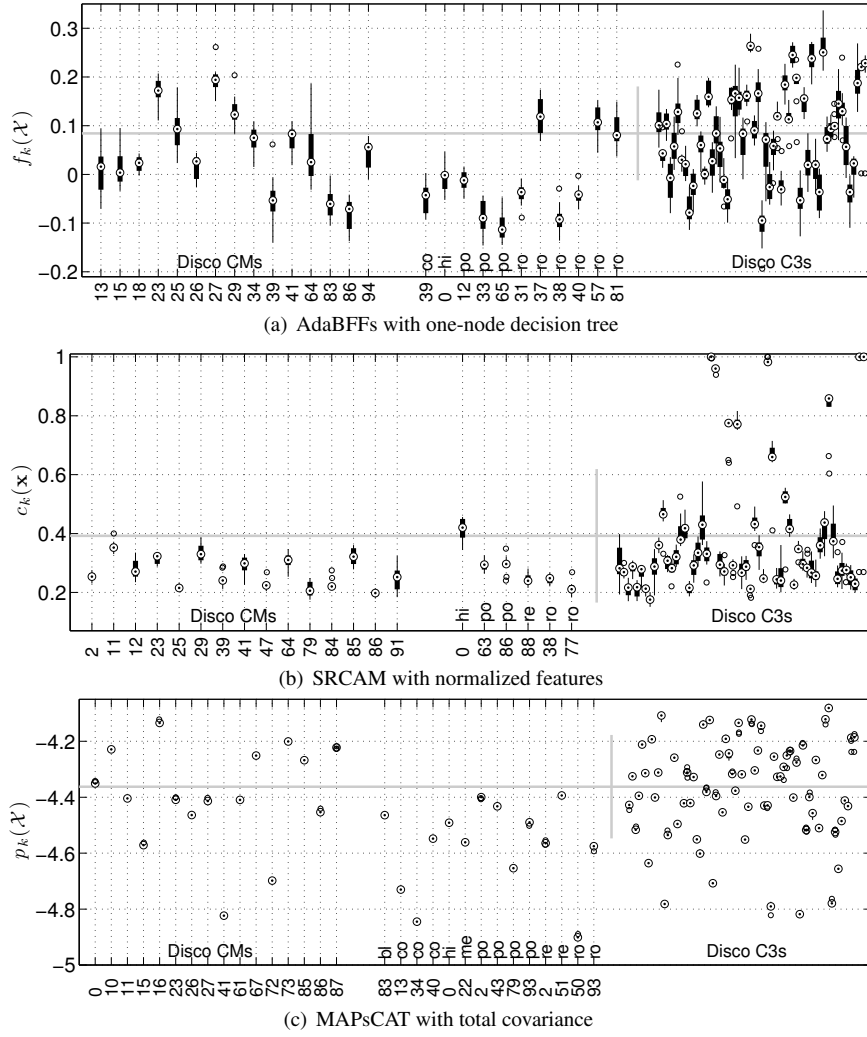 0.3
0.2
0.1
0
−0.1
−0.2
f_k(𝒳)
Disco CMs
co hi po po po ro ro ro ro ro ro
Disco C3s
13 15 18 23 25 26 27 29 34 39 41 64 83 86 94 39 0 12 33 65 31 37 38 40 57 81
(a) AdaBFFs with one-node decision tree
1
0.8
0.6
0.4
0.2
c_k(x)
Disco CMs
hi po po re ro ro
Disco C3s
2 11 12 23 25 29 39 41 47 64 79 84 85 86 91 0 63 86 88 38 77
(b) SRCAM with normalized features
−4.2
−4.4
−4.6
−4.8
−5
p_k(𝒳)
Disco CMs
bl co co co hi me po po po po re re ro ro
Disco C3s
0 10 11 15 16 23 26 27 41 61 67 72 73 85 86 87 83 13 34 40 0 22 2 43 79 93 2 51 50 93
(c) MAPsCAT with total covariance